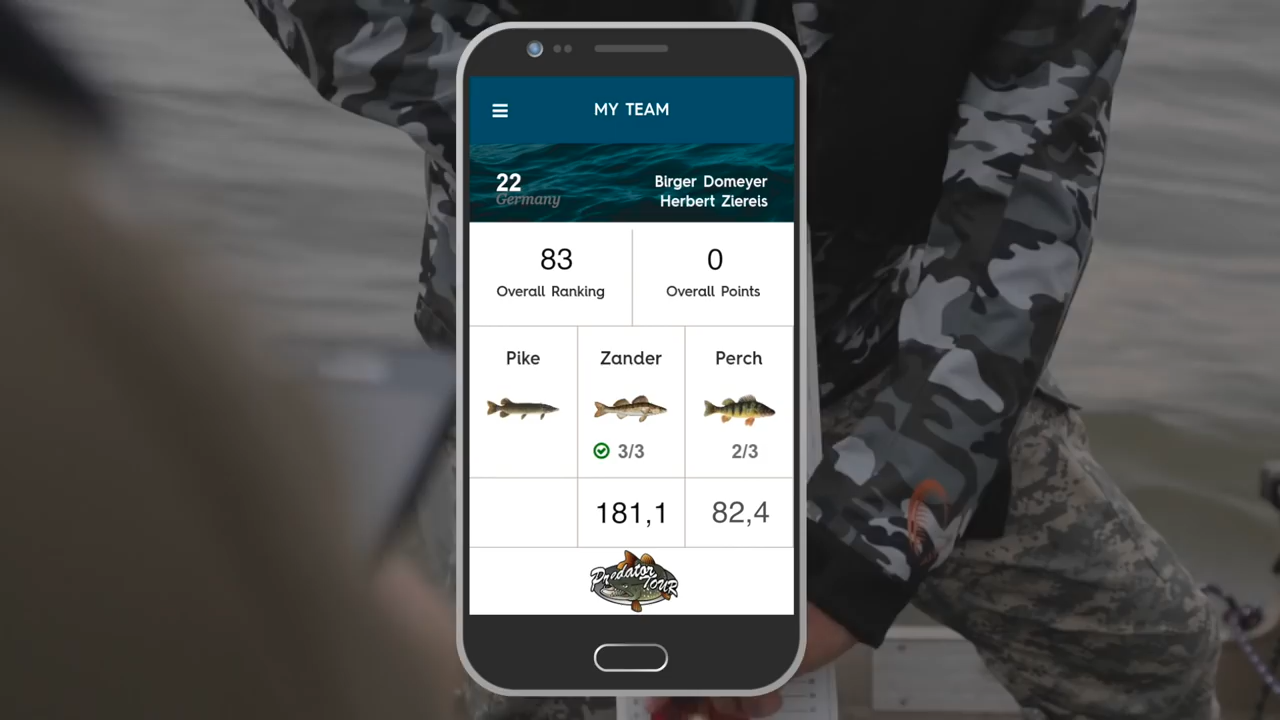 MY TEAM
22
Germany
Birger Domeyer
Herbert Ziereis
83
Overall Ranking
0
Overall Points
Pike
Zander
Perch
3/3
2/3
181,1
82,4
Predator
TOUR